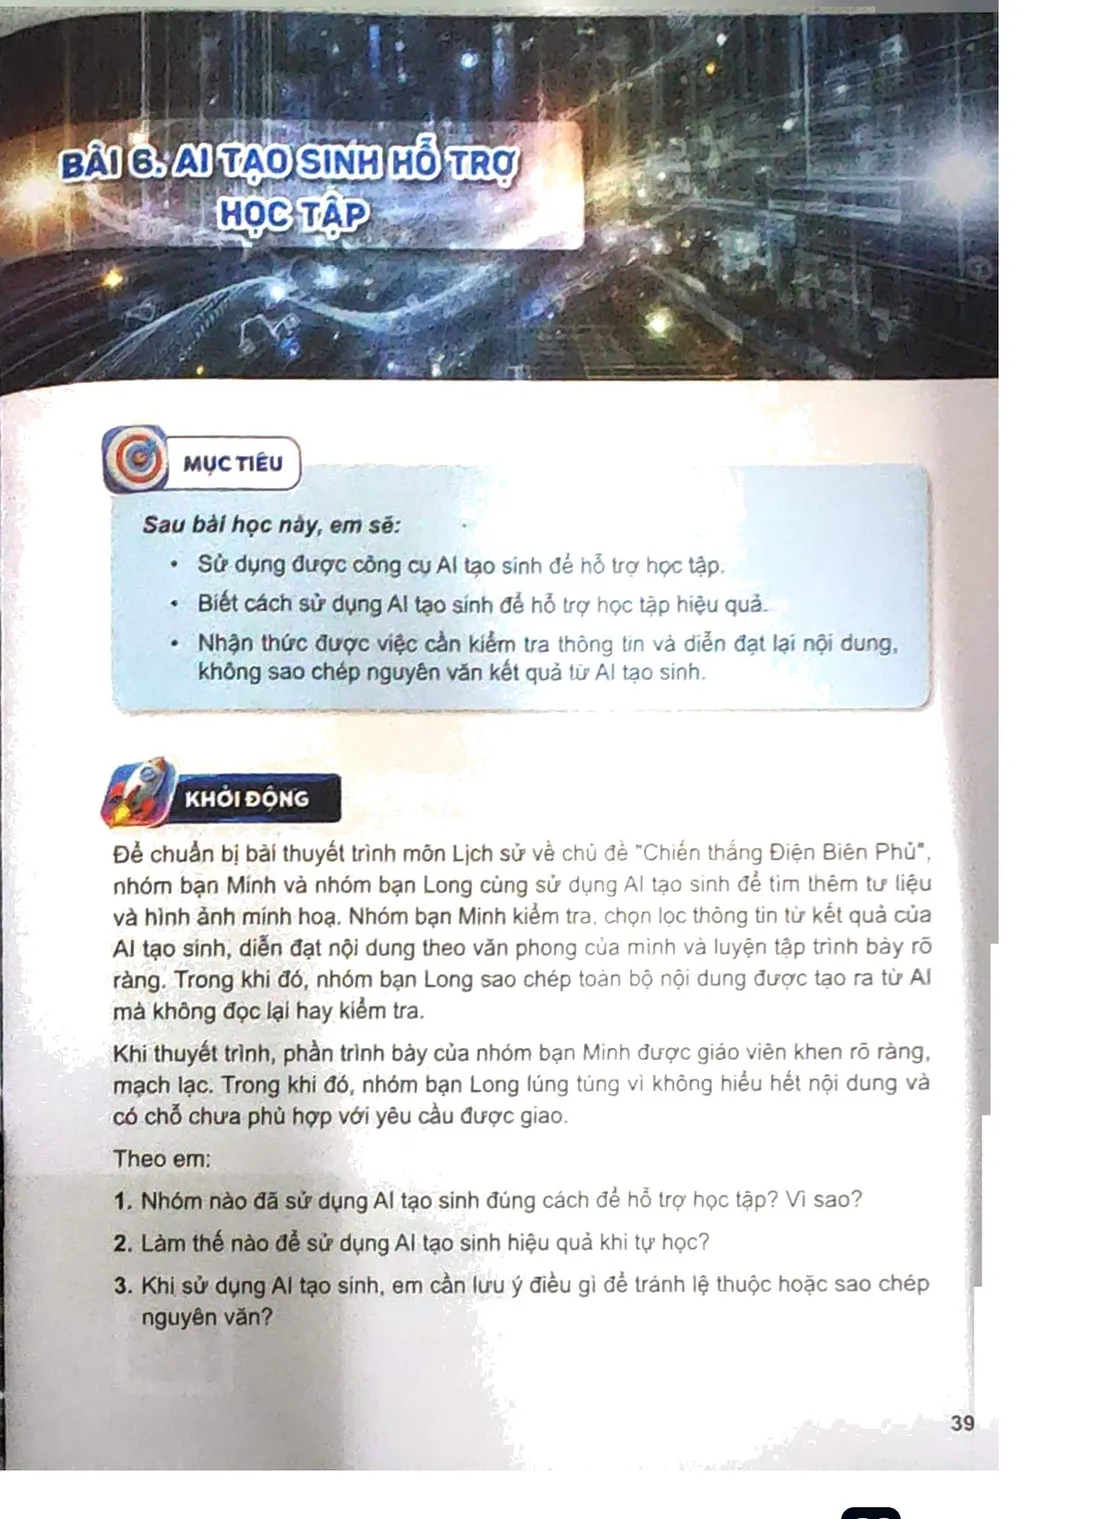 BÀI 6. AI TẠO SINH HỖ TRỢ
HỌC TẬP
MỤC TIÊU
Sau bài học này, em sẽ:
• Sử dụng được công cụ AI tạo sinh để hỗ trợ học tập.
• Biết cách sử dụng AI tạo sinh để hỗ trợ học tập hiệu quả.
• Nhận thức được việc cần kiểm tra thông tin và diễn đạt lại nội dung,
không sao chép nguyên văn kết quả từ AI tạo sinh.
KHỞI ĐỘNG
Để chuẩn bị bài thuyết trình môn Lịch sử về chủ đề "Chiến thắng Điện Biên Phủ",
nhóm bạn Minh và nhóm bạn Long cùng sử dụng AI tạo sinh để tìm thêm tư liệu
và hình ảnh minh hoạ. Nhóm bạn Minh kiểm tra, chọn lọc thông tin từ kết quả của
AI tạo sinh, diễn đạt nội dung theo văn phong của mình và luyện tập trình bày rõ
ràng. Trong khi đó, nhóm bạn Long sao chép toàn bộ nội dung được tạo ra từ AI
mà không đọc lại hay kiểm tra.
Khi thuyết trình, phần trình bày của nhóm bạn Minh được giáo viên khen rõ ràng,
mạch lạc. Trong khi đó, nhóm bạn Long lúng túng vì không hiểu hết nội dung và
có chỗ chưa phù hợp với yêu cầu được giao.
Theo em:
1. Nhóm nào đã sử dụng AI tạo sinh đúng cách để hỗ trợ học tập? Vì sao?
2. Làm thế nào để sử dụng AI tạo sinh hiệu quả khi tự học?
3. Khi sử dụng AI tạo sinh, em cần lưu ý điều gì để tránh lệ thuộc hoặc sao chép
nguyên văn?
39